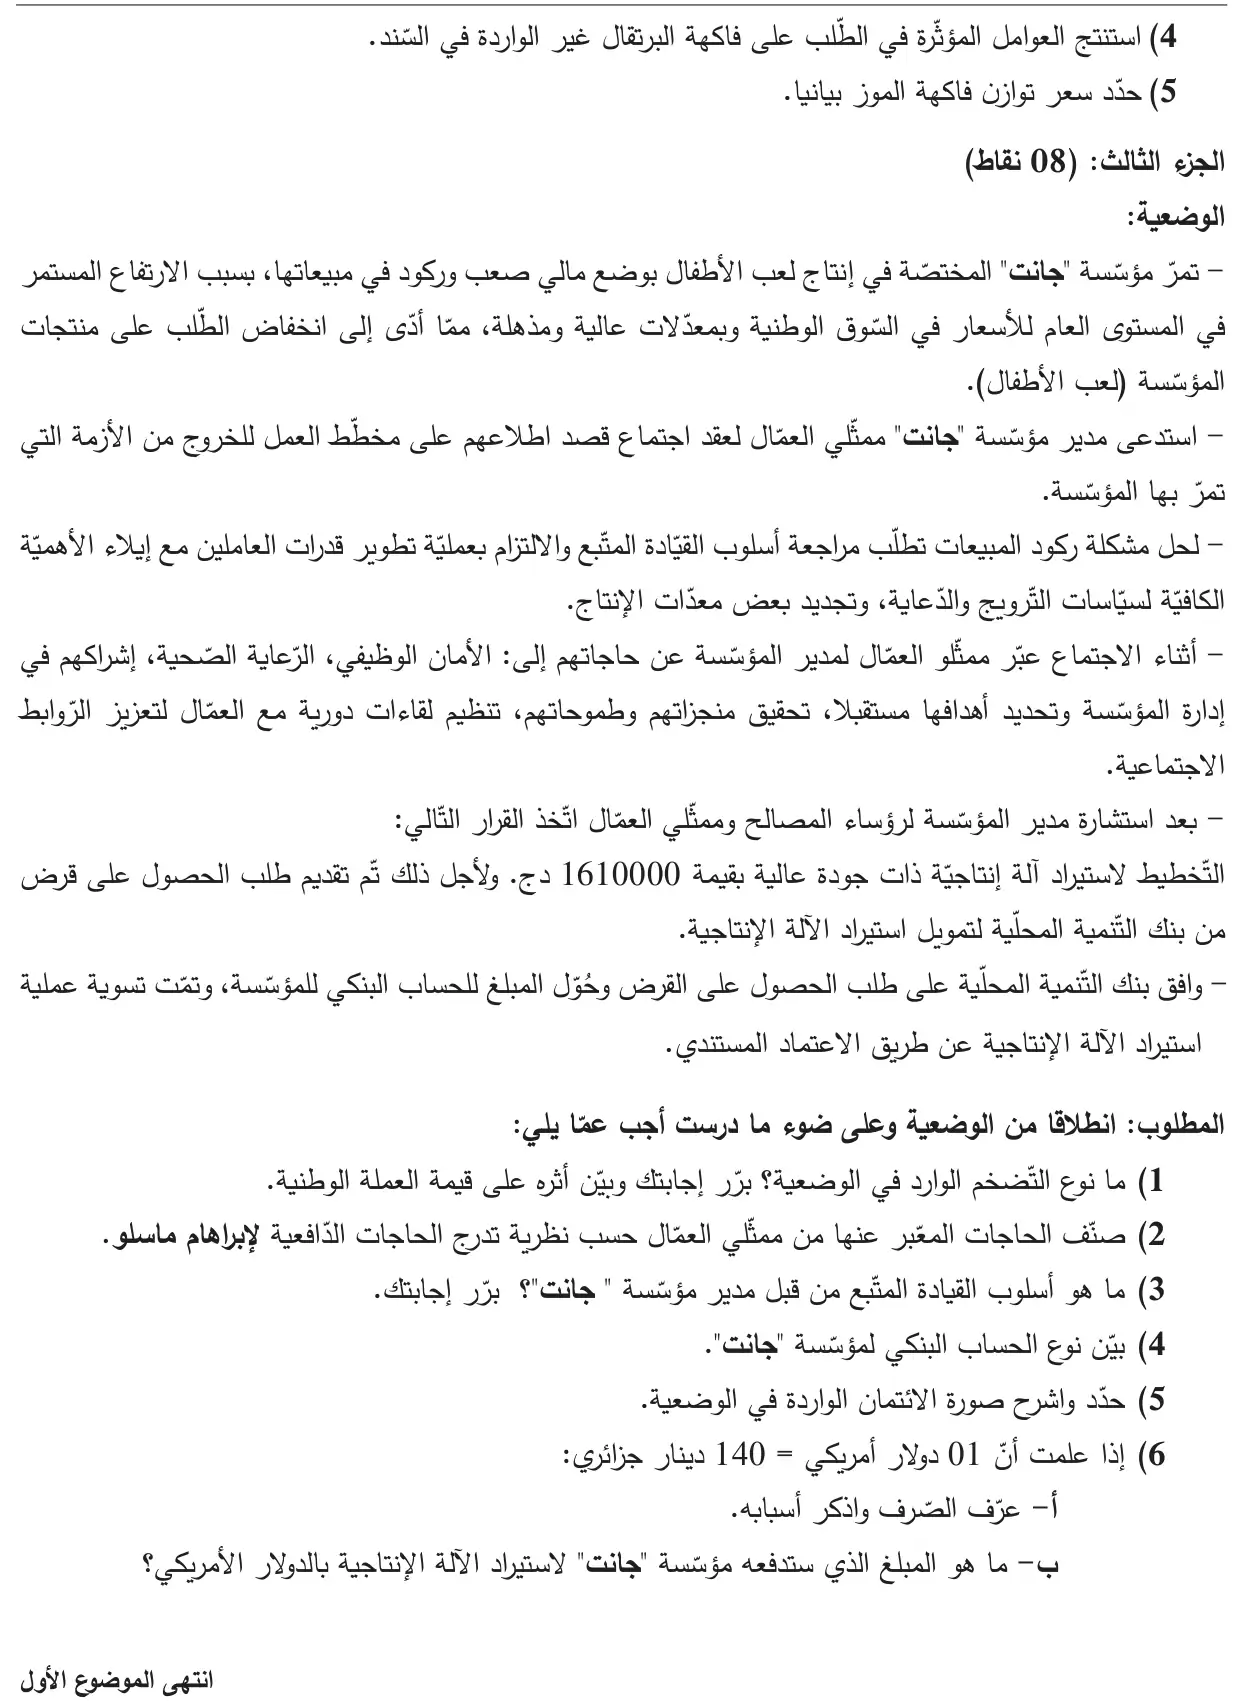 4) استنتج العوامل المؤثّرة في الطّلب على فاكهة البرتقال غير الواردة في السّند.
5) حدّد سعر توازن فاكهة الموز بيانيا.
الجزء الثالث: (08 نقاط)
الوضعية:
– تمرّ مؤسّسة "جانت" المختصّة في إنتاج لعب الأطفال بوضع مالي صعب وركود في مبيعاتها، بسبب الارتفاع المستمر
في المستوى العام للأسعار في السّوق الوطنية وبمعدّلات عالية ومذهلة، ممّا أدّى إلى انخفاض الطّلب على منتجات
المؤسّسة (لعب الأطفال).
– استدعى مدير مؤسّسة "جانت" ممثّلي العمّال لعقد اجتماع قصد اطلاعهم على مخطّط العمل للخروج من الأزمة التي
تمرّ بها المؤسّسة.
– لحل مشكلة ركود المبيعات تطلّب مراجعة أسلوب القيّادة المتّبع والالتزام بعمليّة تطوير قدرات العاملين مع إيلاء الأهميّة
الكافيّة لسيّاسات التّرويج والدّعاية، وتجديد بعض معدّات الإنتاج.
– أثناء الاجتماع عبّر ممثّلو العمّال لمدير المؤسّسة عن حاجاتهم إلى: الأمان الوظيفي، الرّعاية الصّحية، إشراكهم في
إدارة المؤسّسة وتحديد أهدافها مستقبلا، تحقيق منجزاتهم وطموحاتهم، تنظيم لقاءات دورية مع العمّال لتعزيز الرّوابط
الاجتماعية.
– بعد استشارة مدير المؤسّسة لرؤساء المصالح وممثّلي العمّال اتّخذ القرار التّالي:
التّخطيط لاستيراد آلة إنتاجيّة ذات جودة عالية بقيمة 1610000 دج. ولأجل ذلك تّم تقديم طلب الحصول على قرض
من بنك التّنمية المحلّية لتمويل استيراد الآلة الإنتاجية.
– وافق بنك التّنمية المحلّية على طلب الحصول على القرض وحُوّل المبلغ للحساب البنكي للمؤسّسة، وتمّت تسوية عملية
استيراد الآلة الإنتاجية عن طريق الاعتماد المستندي.
المطلوب: انطلاقا من الوضعية وعلى ضوء ما درست أجب عمّا يلي:
1) ما نوع التّضخم الوارد في الوضعية؟ برّر إجابتك وبيّن أثره على قيمة العملة الوطنية.
2) صنّف الحاجات المعّبر عنها من ممثّلي العمّال حسب نظرية تدرج الحاجات الدّافعية لإبراهام ماسلو.
3) ما هو أسلوب القيادة المتّبع من قبل مدير مؤسّسة " جانت"؟ برّر إجابتك.
4) بيّن نوع الحساب البنكي لمؤسّسة "جانت".
5) حدّد واشرح صورة الائتمان الواردة في الوضعية.
6) إذا علمت أنّ 01 دولار أمريكي = 140 دينار جزائري:
أ– عرّف الصّرف واذكر أسبابه.
ب– ما هو المبلغ الذي ستدفعه مؤسّسة "جانت" لاستيراد الآلة الإنتاجية بالدولار الأمريكي؟
انتهى الموضوع الأول